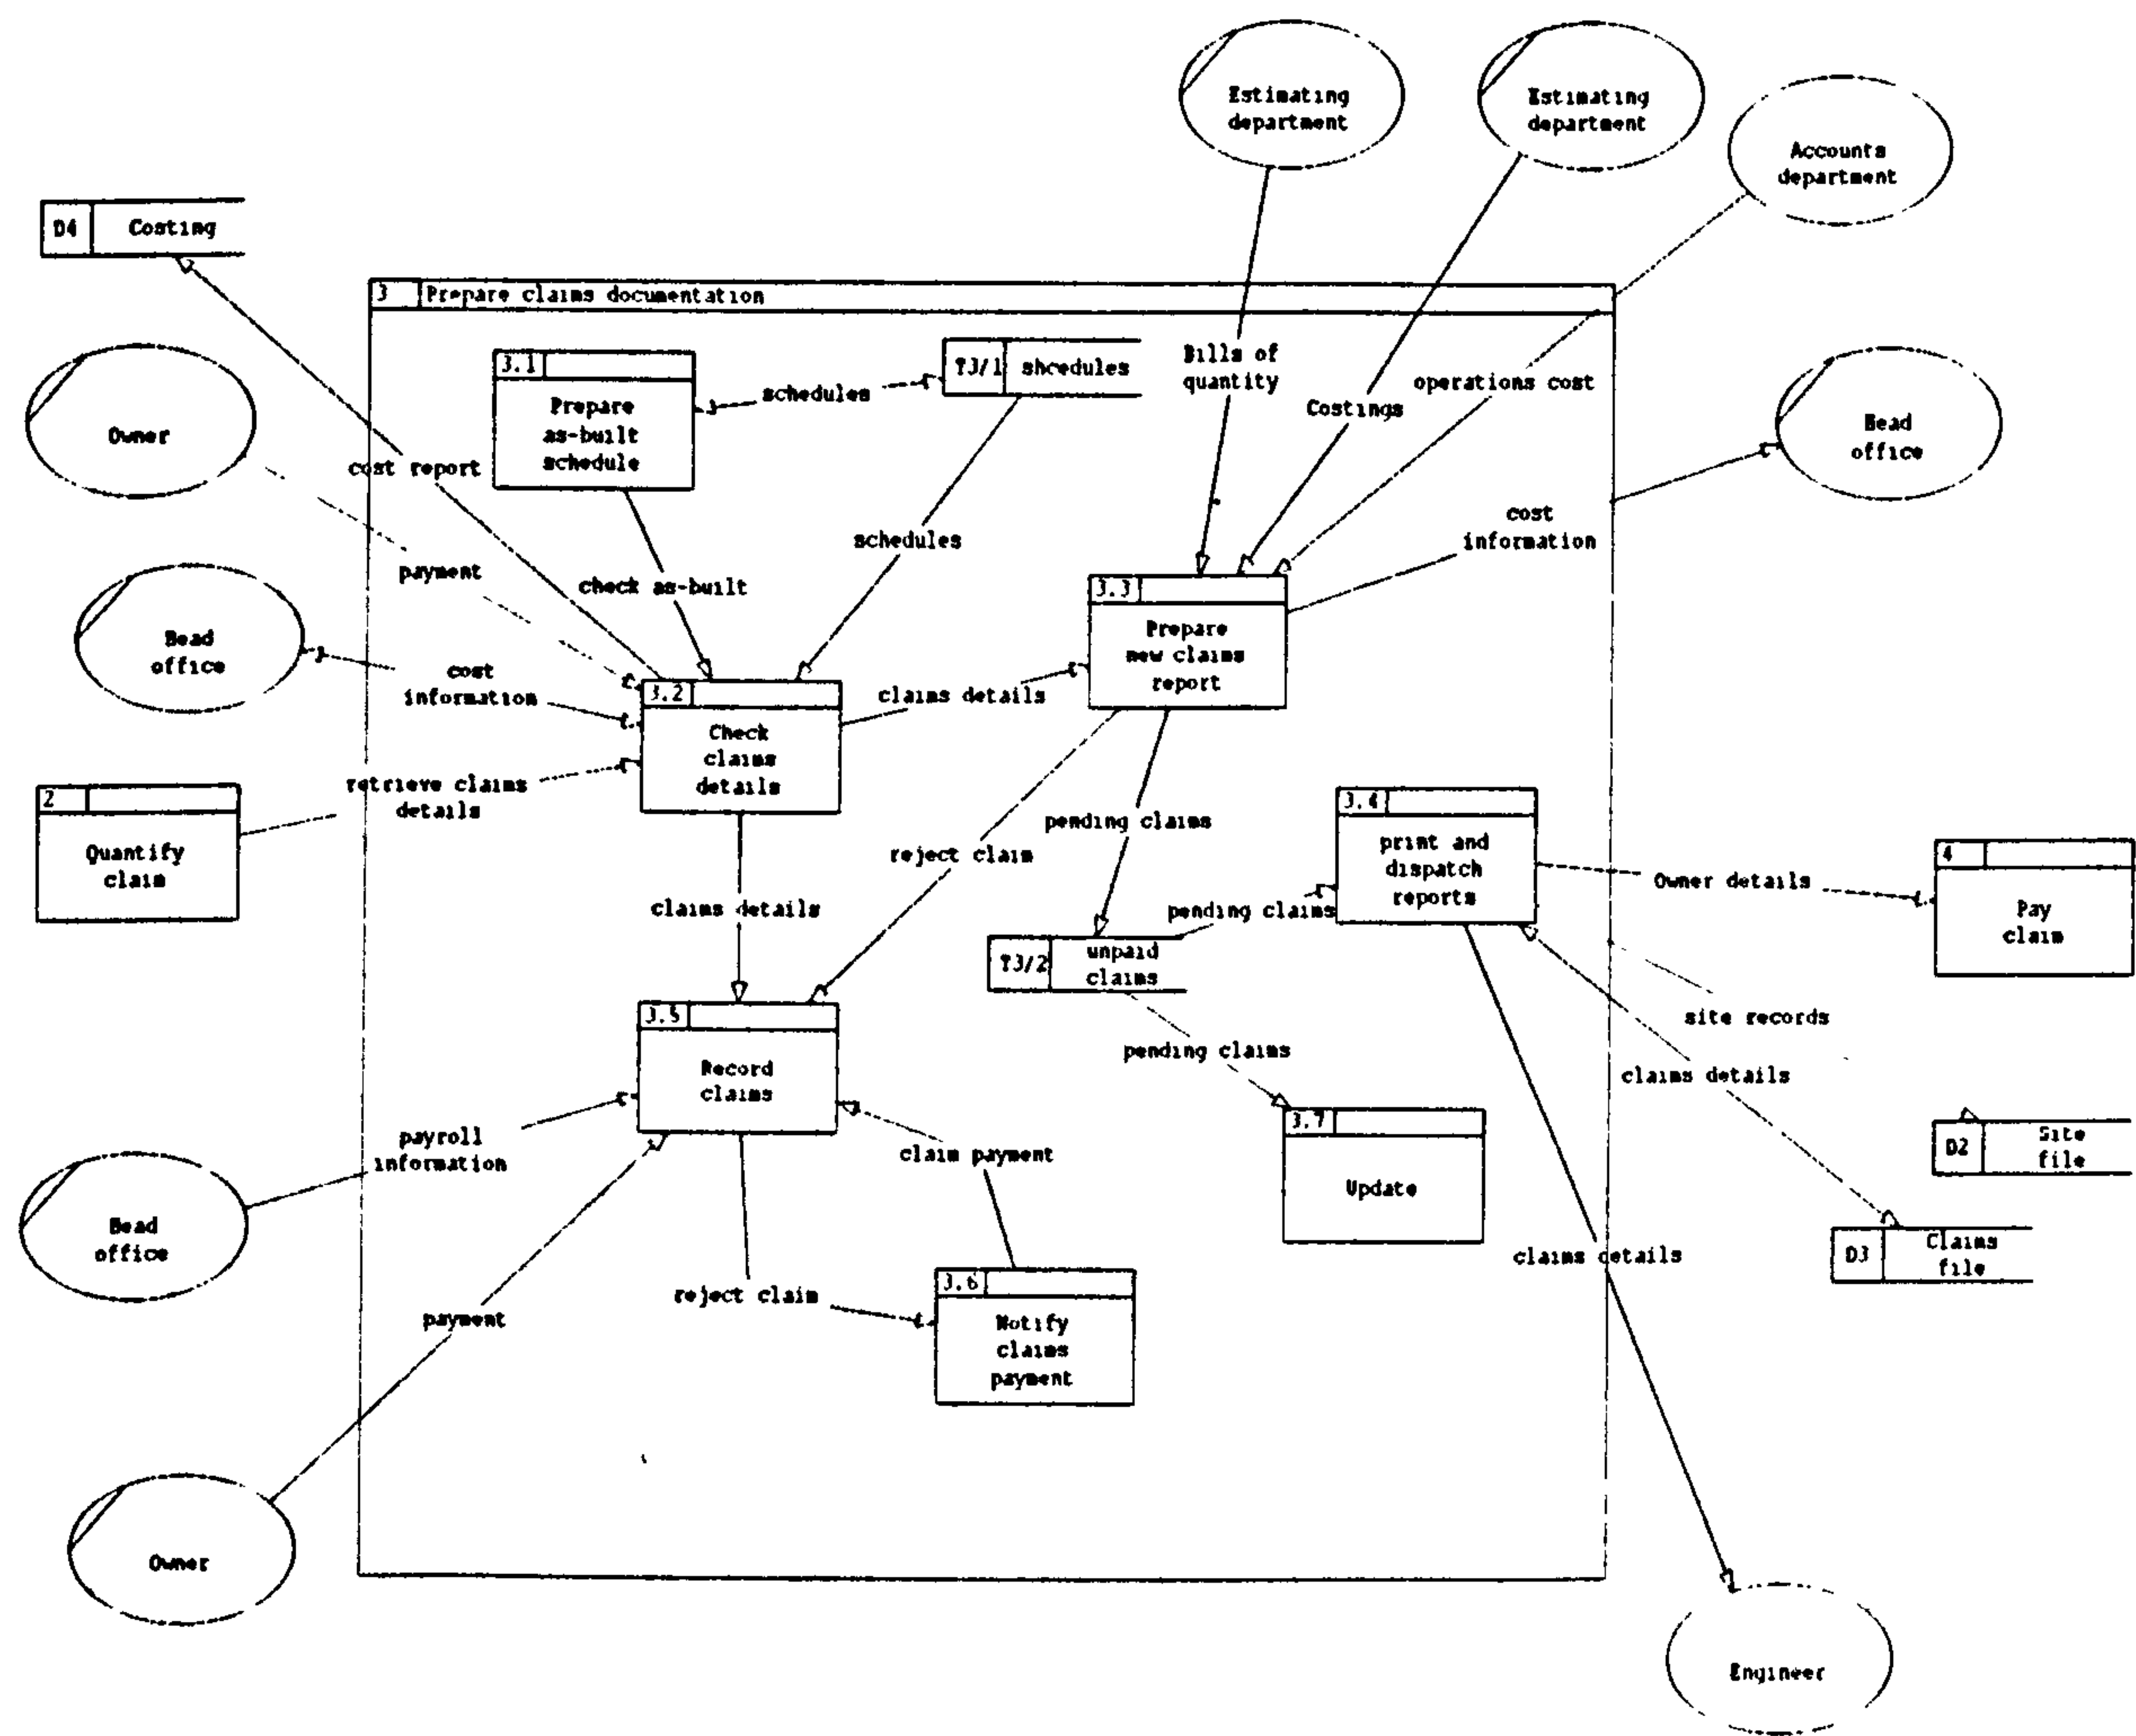 Estimating
department
Estimating
department
Accounts
department
D4 Costing
3 Prepare claims documentation
3.1
Prepare
as-built
schedule
schedules
T3/1 shcedules
Bills of
quantity
Costings
operations cost
Head
office
Owner
cost report
payment
check as-built
schedules
cost
information
3.3
Prepare
new claims
report
Head
office
cost
information
3.2
Check
claims
details
claims details
2
Quantify
claim
retrieve claims
details
claims details
reject claim
pending claims
3.4
print and
dispatch
reports
pending claims
Owner details
4
Pay
claim
T3/2 unpaid
claims
site records
claims details
3.5
Record
claims
pending claims
3.7
Update
D2 Site
file
D3 Claims
file
payroll
information
Head
office
claim payment
claims details
reject claim
3.6
Notify
claims
payment
payment
Owner
Engineer